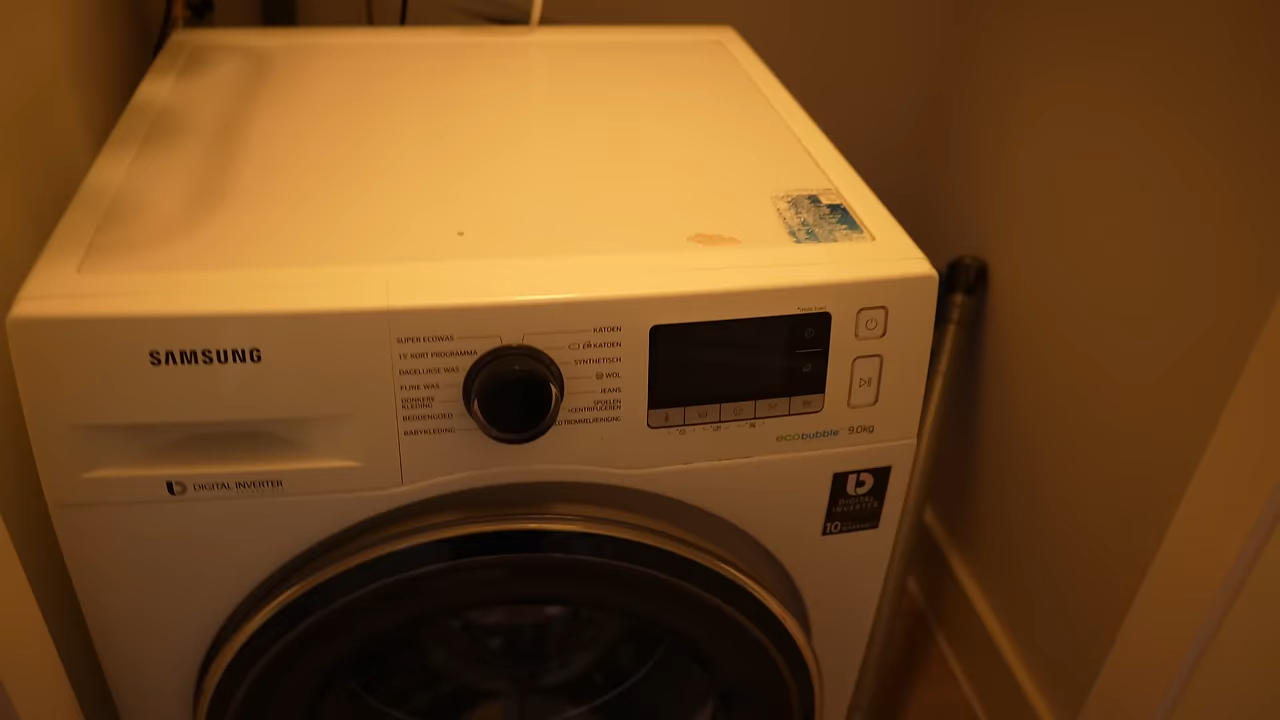 SAMSUNG
SUPER ECOWAS
15' KORT PROGRAMMA
DAGELIJKSE WAS
FIJNE WAS
DONKERE
KLEDING
BEDDENGOED
BABYKLEDING
KATOEN
KATOEN
SYNTHETISCH
WOL
JEANS
SPOELEN
+CENTRIFUGEREN
TROMMELREINIGING
ecobubble 9.0kg
DIGITAL INVERTER
DIGITAL
INVERTER
10